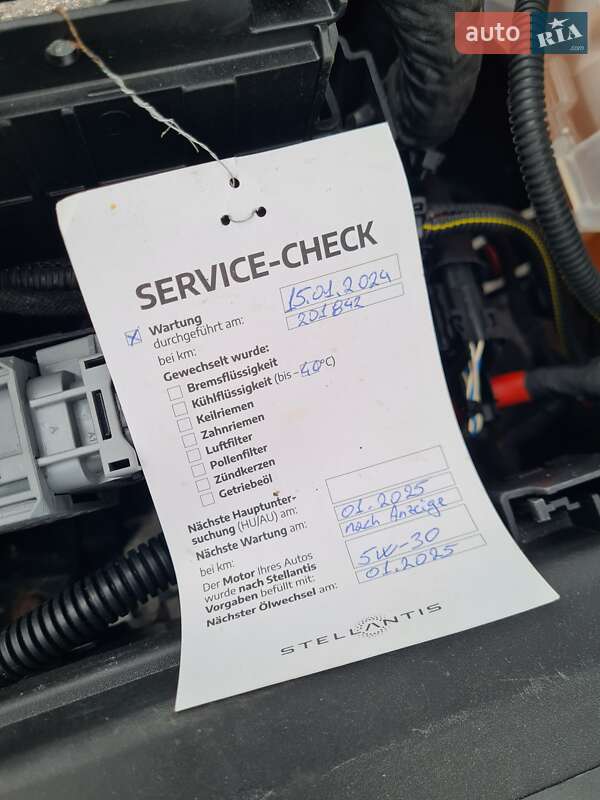 auto RIA .com
SERVICE-CHECK
Wartung
durchgeführt am: 15.01.2024
bei km: 201842
Gewechselt wurde:
Bremsflüssigkeit
Kühlflüssigkeit (bis -40°C)
Keilriemen
Zahnriemen
Luftfilter
Pollenfilter
Zündkerzen
Getriebeöl
Nächste Hauptunter-
suchung (HU/AU) am:
Nächste Wartung am: 01.2025
bei km: nach Anzeige
Der Motor Ihres Autos
wurde nach Stellantis
Vorgaben befüllt mit: 5W-30
Nächster Ölwechsel am: 01.2025
STELLANTIS